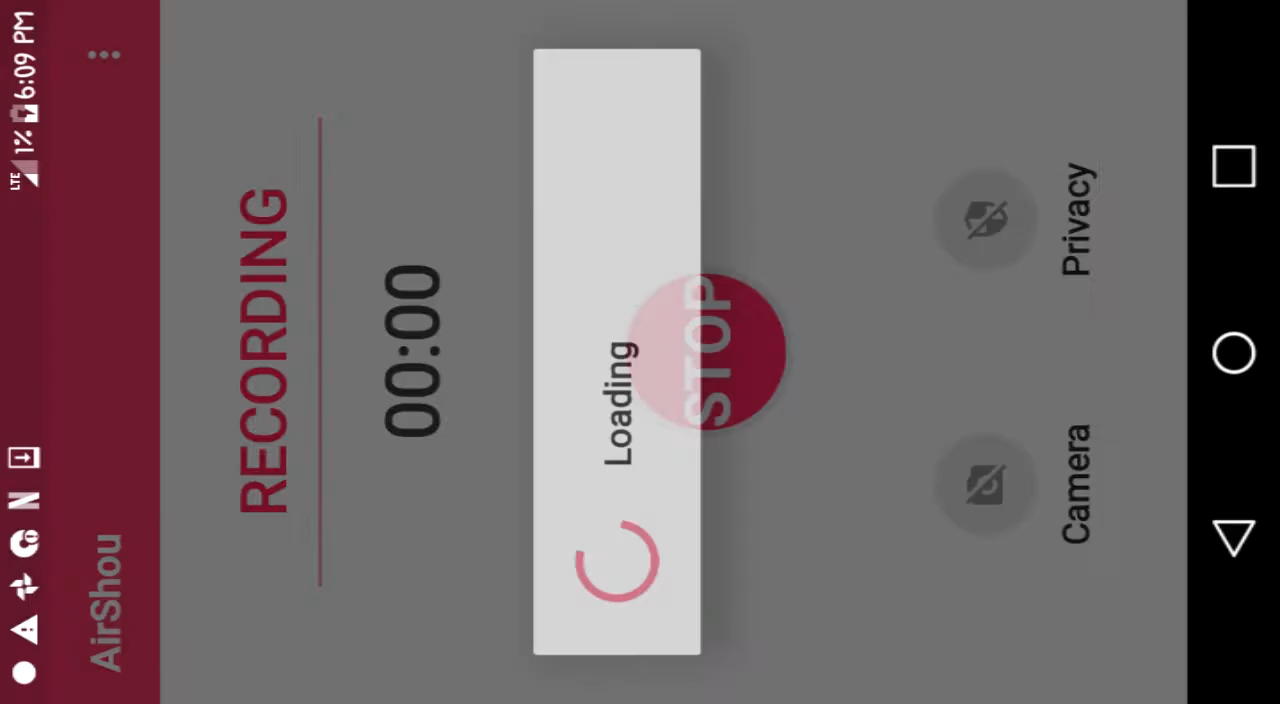 LTE 1% 6:09 PM
AirShou
RECORDING
00:00
Loading
STOP
Camera
Privacy